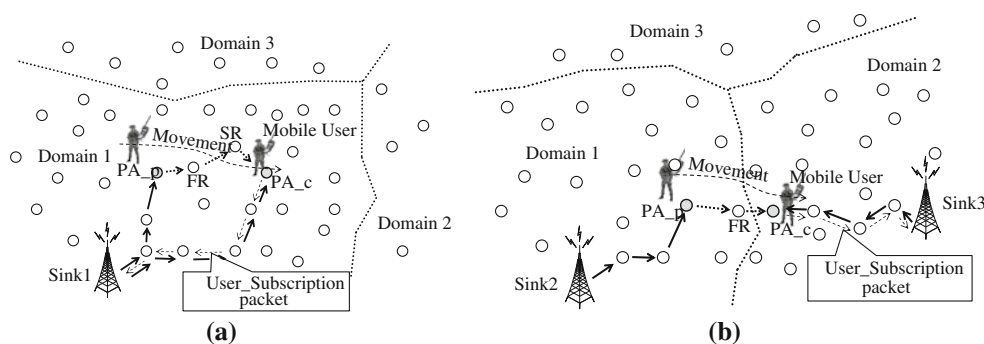 Domain 3
SR
Mobile User
Movement
Domain 1
PA_p
FR
PA_c
Domain 2
Sink1
User_Subscription
packet
(a)
Domain 3
Domain 2
Domain 1
Movement
Mobile User
PA_p
FR
PA_c
Sink3
Sink2
User_Subscription
packet
(b)